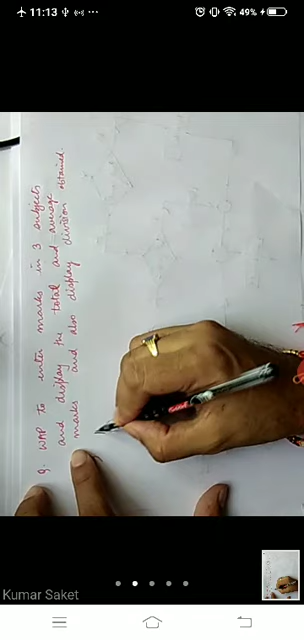 11:13
49%
Q. WAP to enter marks in 3 subjects
and display the total and average
marks and also display division obtained.
Kumar Saket